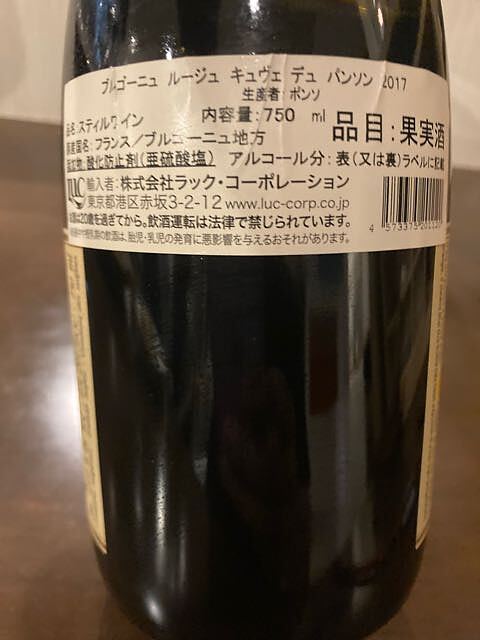 ブルゴーニュ ルージュ キュヴェ デュ パンソン 2017
生産者:ポンソ
品名:スティルワイン 内容量:750 ml 品目:果実酒
原産国名:フランス/ブルゴーニュ地方
添加物:酸化防止剤(亜硫酸塩) アルコール分:表(又は裏)ラベルに記載
LUC 輸入者:株式会社ラック・コーポレーション
東京都港区赤坂3-2-12 www.luc-corp.co.jp
飲酒は20歳を過ぎてから。飲酒運転は法律で禁じられています。
妊娠中や授乳期の飲酒は、胎児・乳児の発育に悪影響を与えるおそれがあります。